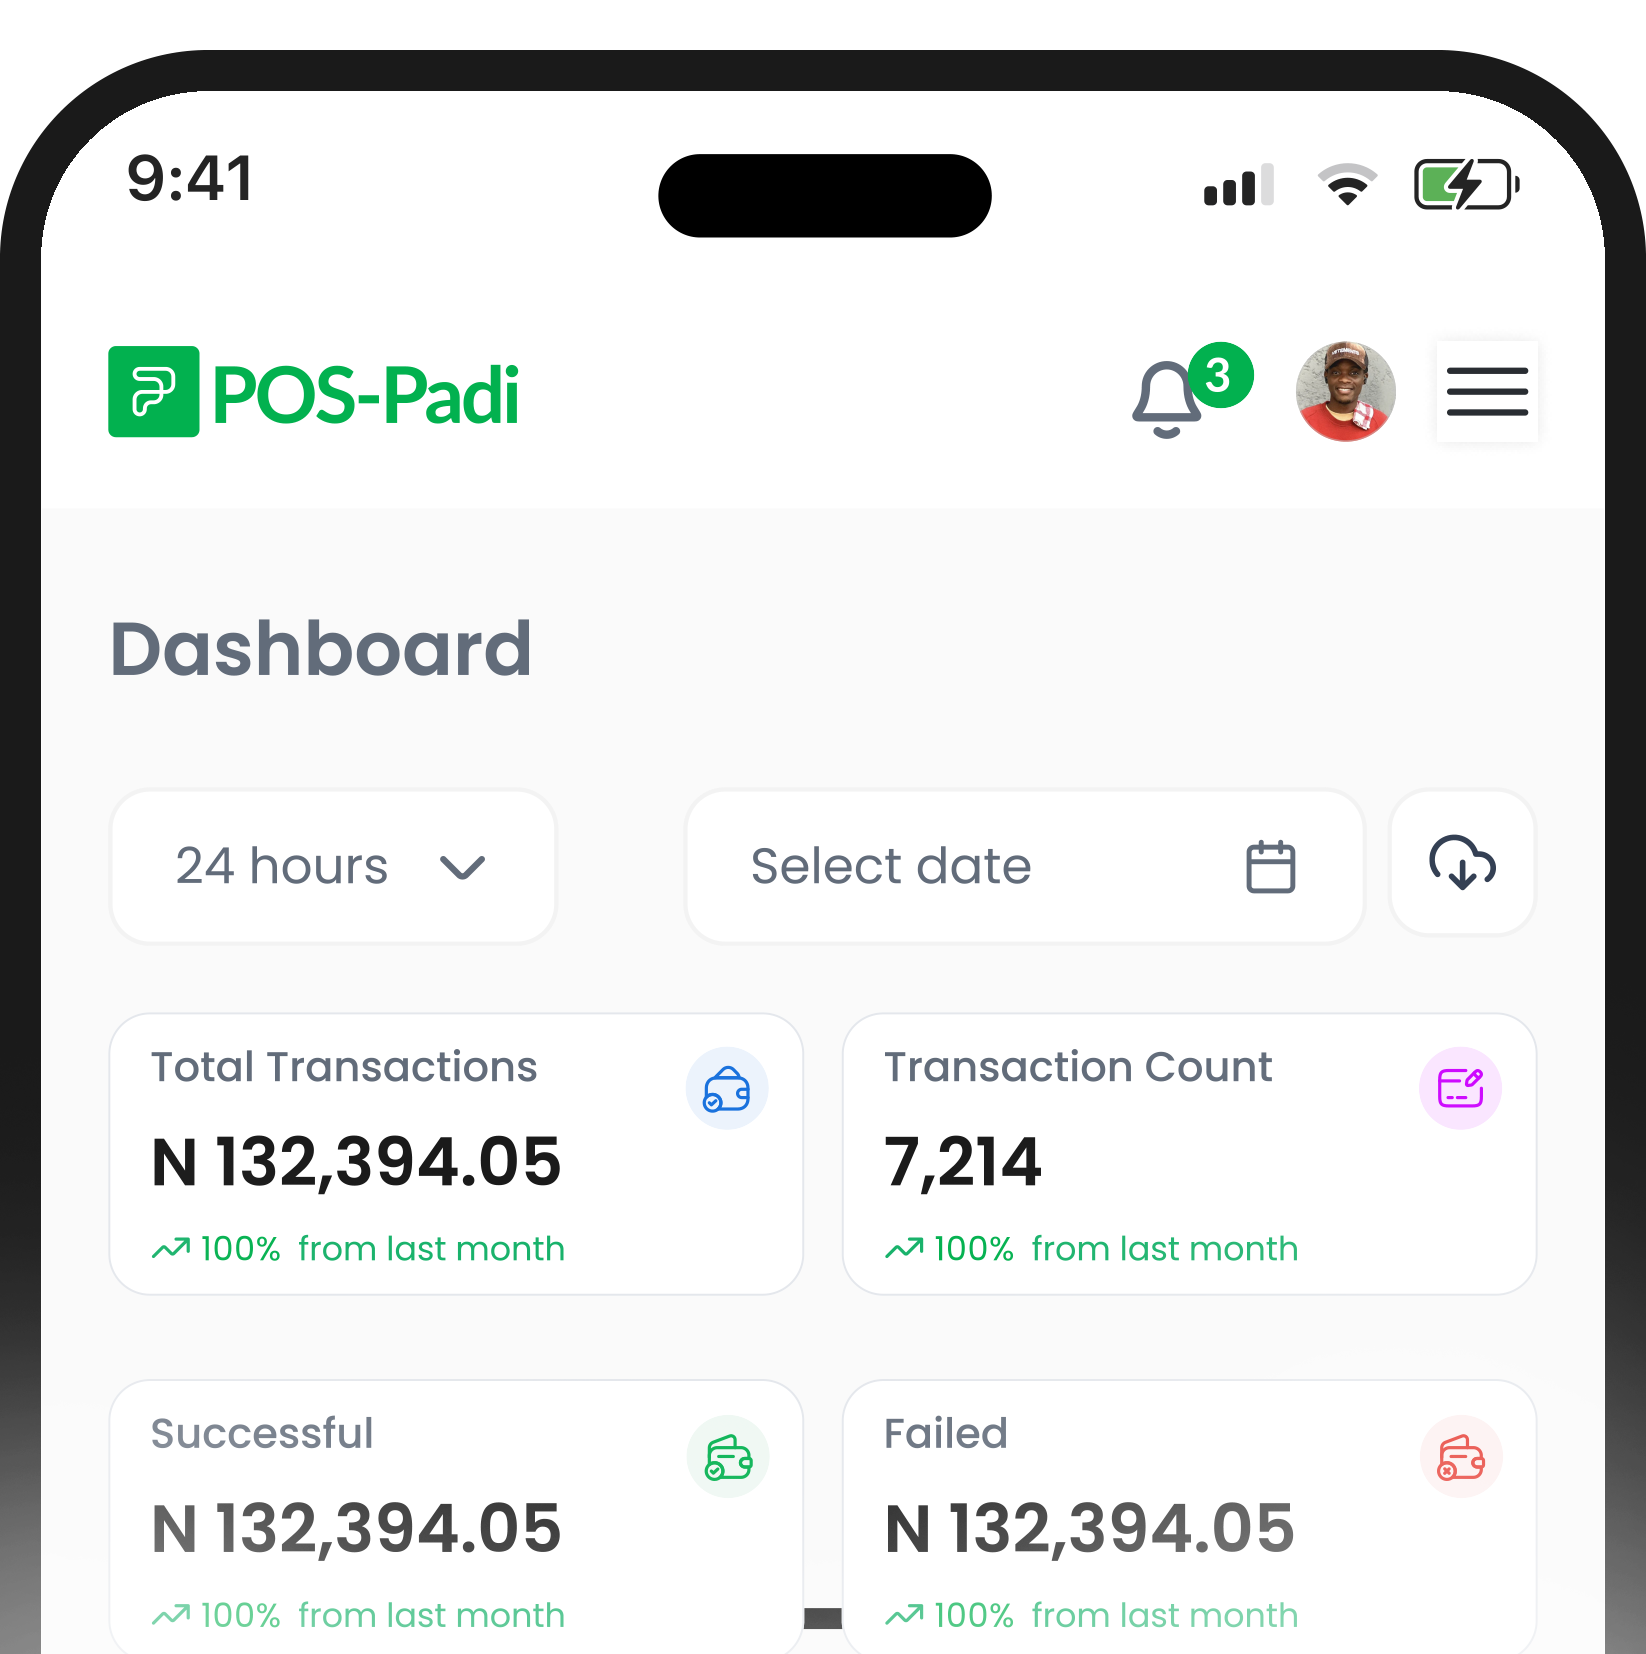 9:41
POS-Padi
3
Dashboard
24 hours
Select date
Total Transactions
N 132,394.05
100% from last month
Transaction Count
7,214
100% from last month
Successful
N 132,394.05
100% from last month
Failed
N 132,394.05
100% from last month